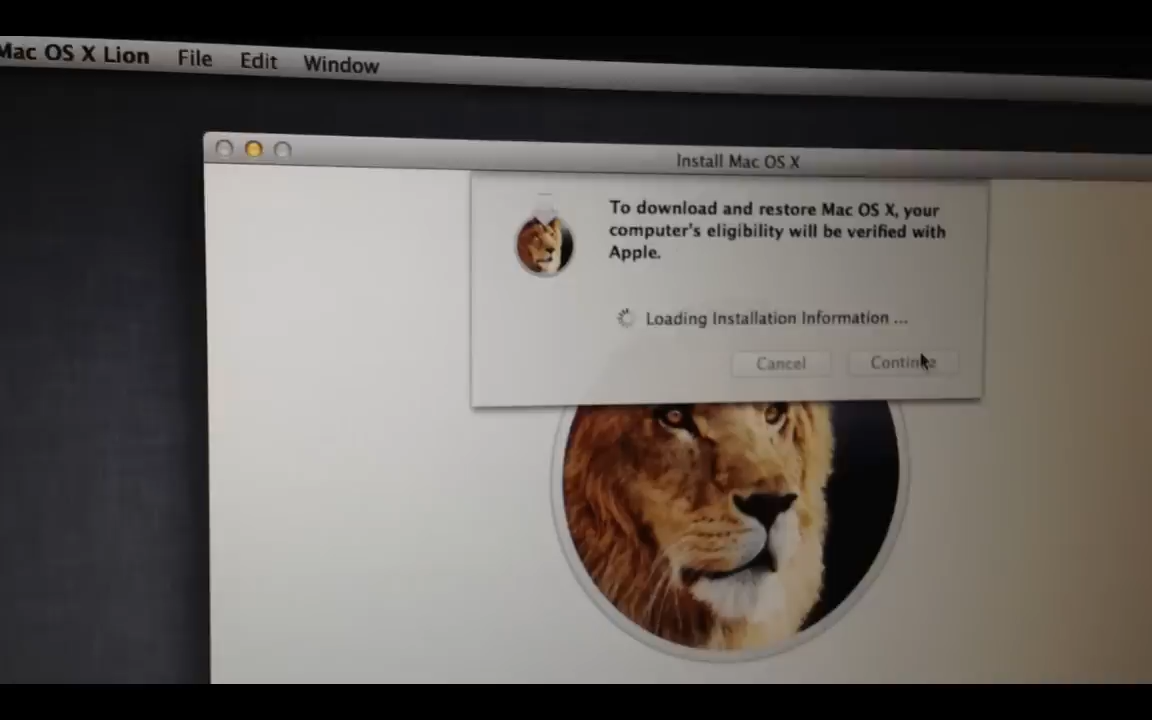 Mac OS X Lion File Edit Window
Install Mac OS X
To download and restore Mac OS X, your
computer's eligibility will be verified with
Apple.
Loading Installation Information ...
Cancel Continue